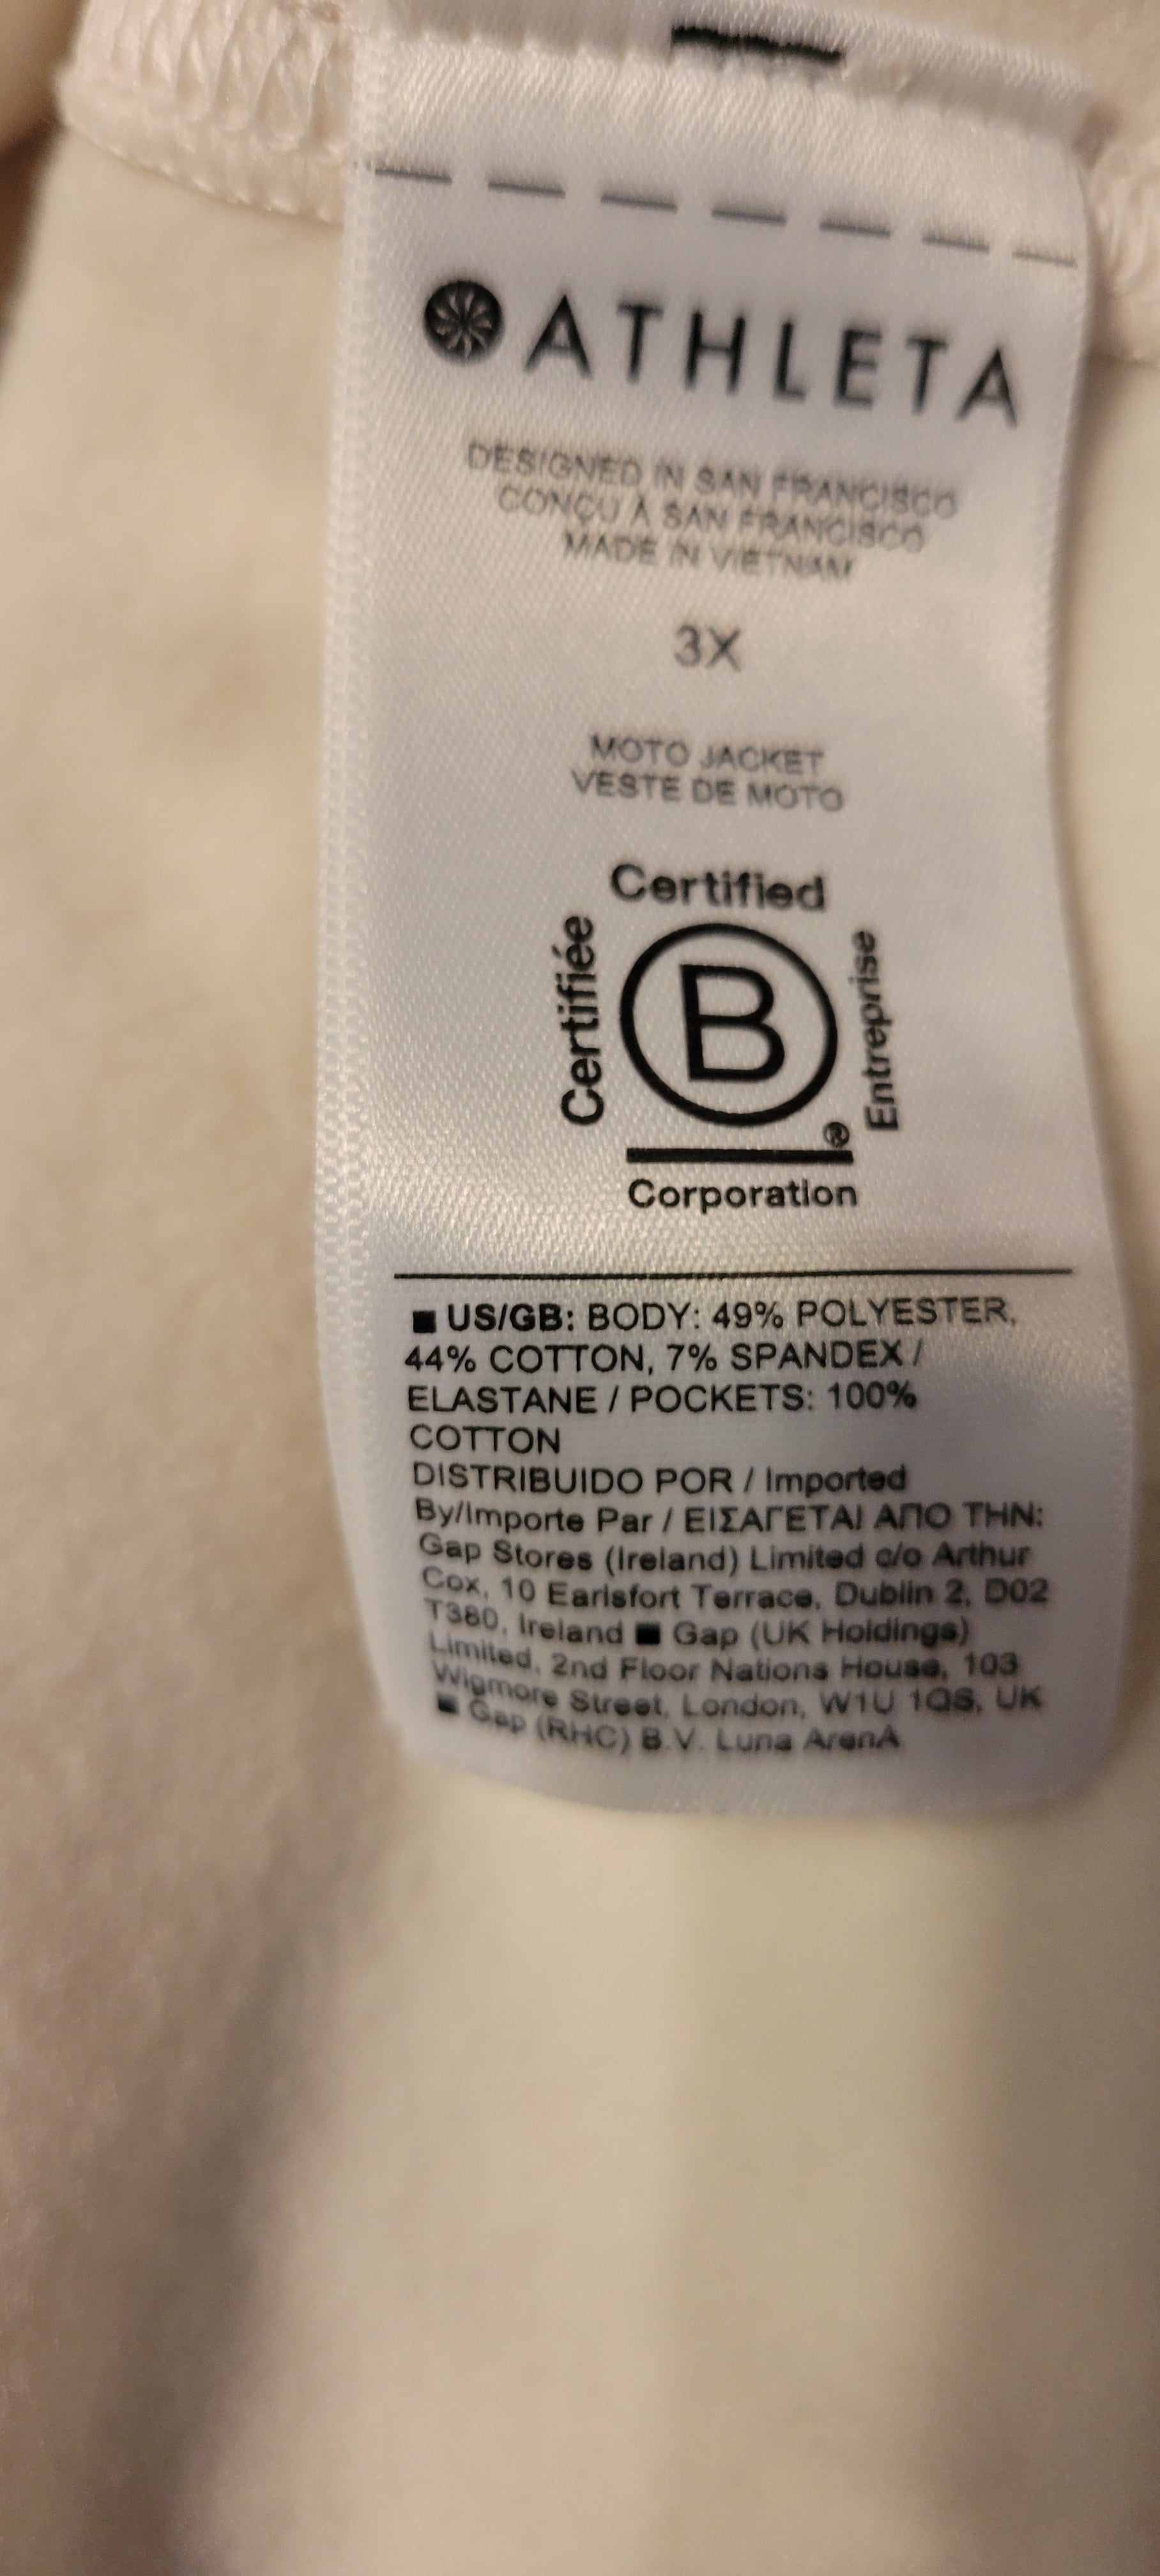 ATHLETA
DESIGNED IN SAN FRANCISCO
CONÇU À SAN FRANCISCO
MADE IN VIETNAM
3X
MOTO JACKET
VESTE DE MOTO
Certified
Certifiée
B
Entreprise
®
Corporation
■ US/GB: BODY: 49% POLYESTER,
44% COTTON, 7% SPANDEX /
ELASTANE / POCKETS: 100%
COTTON
DISTRIBUIDO POR / Imported
By/Importe Par / ΕΙΣΑΓΕΤΑΙ ΑΠΟ ΤΗΝ:
Gap Stores (Ireland) Limited c/o Arthur
Cox, 10 Earlsfort Terrace, Dublin 2, D02
T380, Ireland ■ Gap (UK Holdings)
Limited, 2nd Floor Nations House, 103
Wigmore Street, London, W1U 1QS, UK
■ Gap (RHC) B.V. Luna ArenA